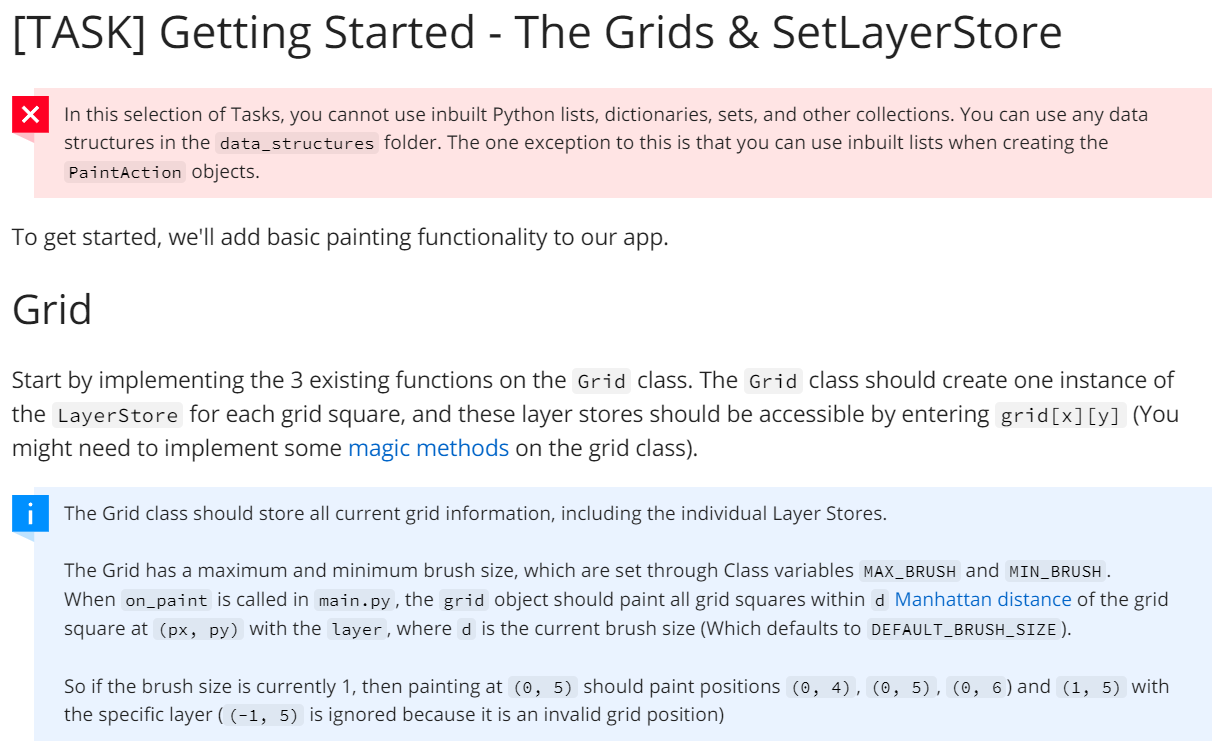 [TASK] Getting Started - The Grids & SetLayerStore
In this selection of Tasks, you cannot use inbuilt Python lists, dictionaries, sets, and other collections. You can use any data
structures in the data_structures folder. The one exception to this is that you can use inbuilt lists when creating the
PaintAction objects.
To get started, we'll add basic painting functionality to our app.
Grid
Start by implementing the 3 existing functions on the Grid class. The Grid class should create one instance of
the LayerStore for each grid square, and these layer stores should be accessible by entering grid[x][y] (You
might need to implement some magic methods on the grid class).
i
The Grid class should store all current grid information, including the individual Layer Stores.
The Grid has a maximum and minimum brush size, which are set through Class variables MAX_BRUSH and MIN_BRUSH.
When on_paint is called in main.py, the grid object should paint all grid squares within d Manhattan distance of the grid
square at (px, py) with the layer, where d is the current brush size (Which defaults to DEFAULT_BRUSH_SIZE).
So if the brush size is currently 1, then painting at (0, 5) should paint positions (0, 4), (0, 5), (0, 6) and (1, 5) with
the specific layer ( (-1, 5) is ignored because it is an invalid grid position)